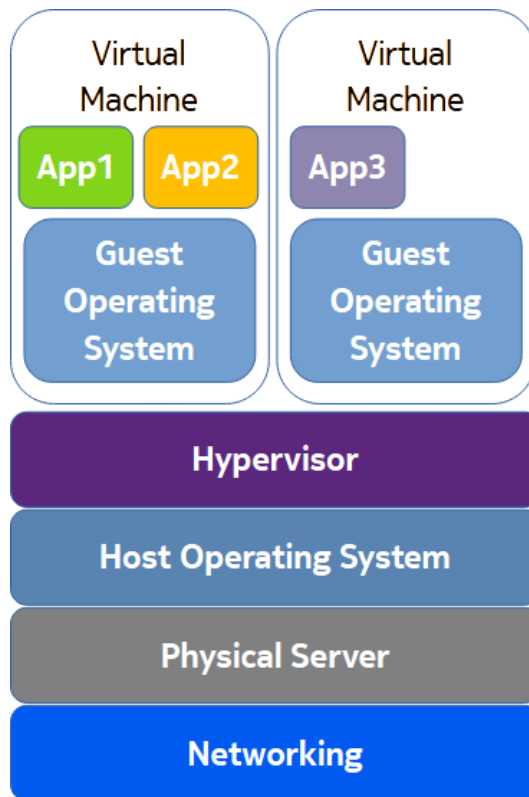 Virtual
Machine
App1
App2
Guest
Operating
System
Virtual
Machine
App3
Guest
Operating
System
Hypervisor
Host Operating System
Physical Server
Networking